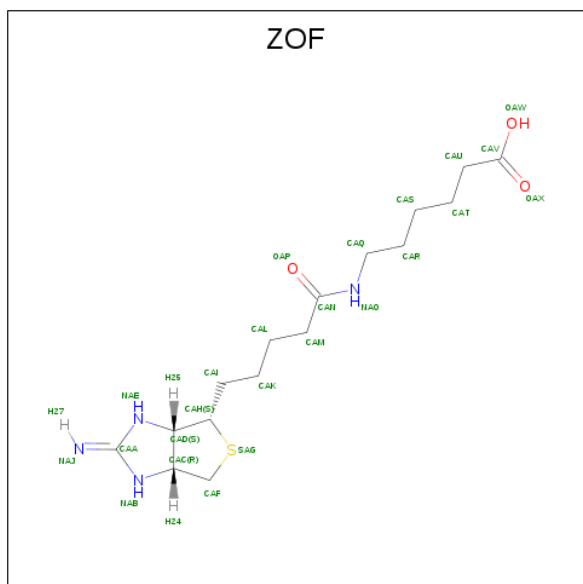 ZOF
OAW
OH
CAV
CAU
O
OAX
CAS
CAT
CAQ
OAP
O
CAR
N
H
NAO
CAN
CAL
CAM
CAI
H25
CAK
NAE
H
N
CAH(S)
H27
H
H
CAD(S)
S
SAG
N
NAJ
CAA
CAC(R)
N
H
NAB
CAF
H
H24